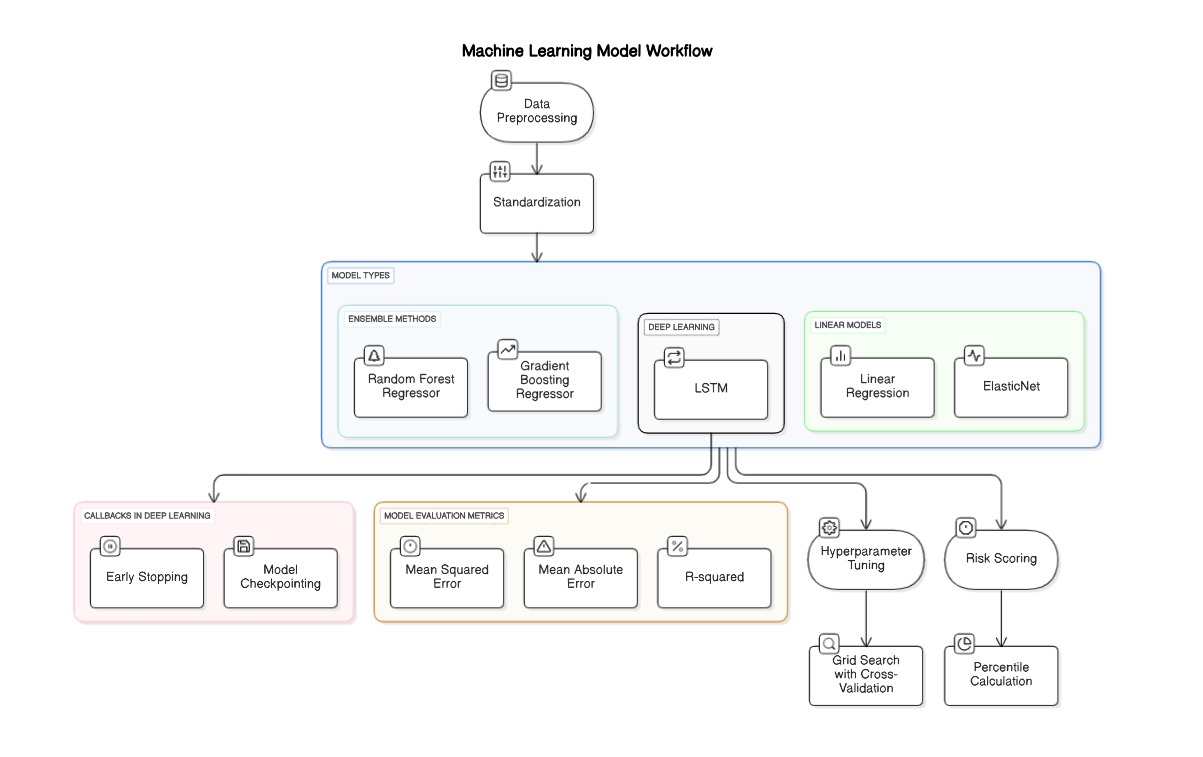 Machine Learning Model Workflow
Data
Preprocessing
Standardization
MODEL TYPES
ENSEMBLE METHODS
Random Forest
Regressor
Gradient
Boosting
Regressor
DEEP LEARNING
LSTM
LINEAR MODELS
Linear
Regression
ElasticNet
CALLBACKS IN DEEP LEARNING
Early Stopping
Model
Checkpointing
MODEL EVALUATION METRICS
Mean Squared
Error
Mean Absolute
Error
R-squared
Hyperparameter
Tuning
Risk Scoring
Grid Search
with Cross-
Validation
Percentile
Calculation